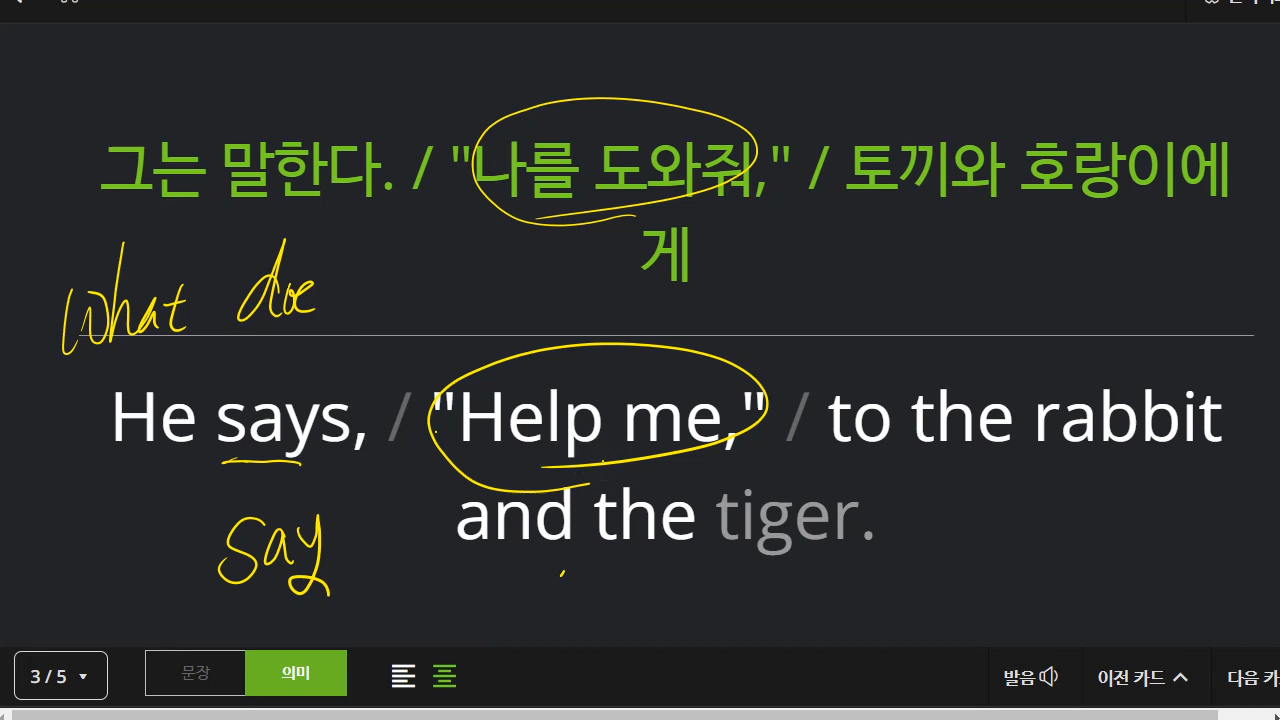 그는 말한다. / "나를 도와줘," / 토끼와 호랑이에
게
What doe
He says, / "Help me," / to the rabbit
and the tiger.
say
3 / 5
문장
의미
발음
이전 카드
다음 카